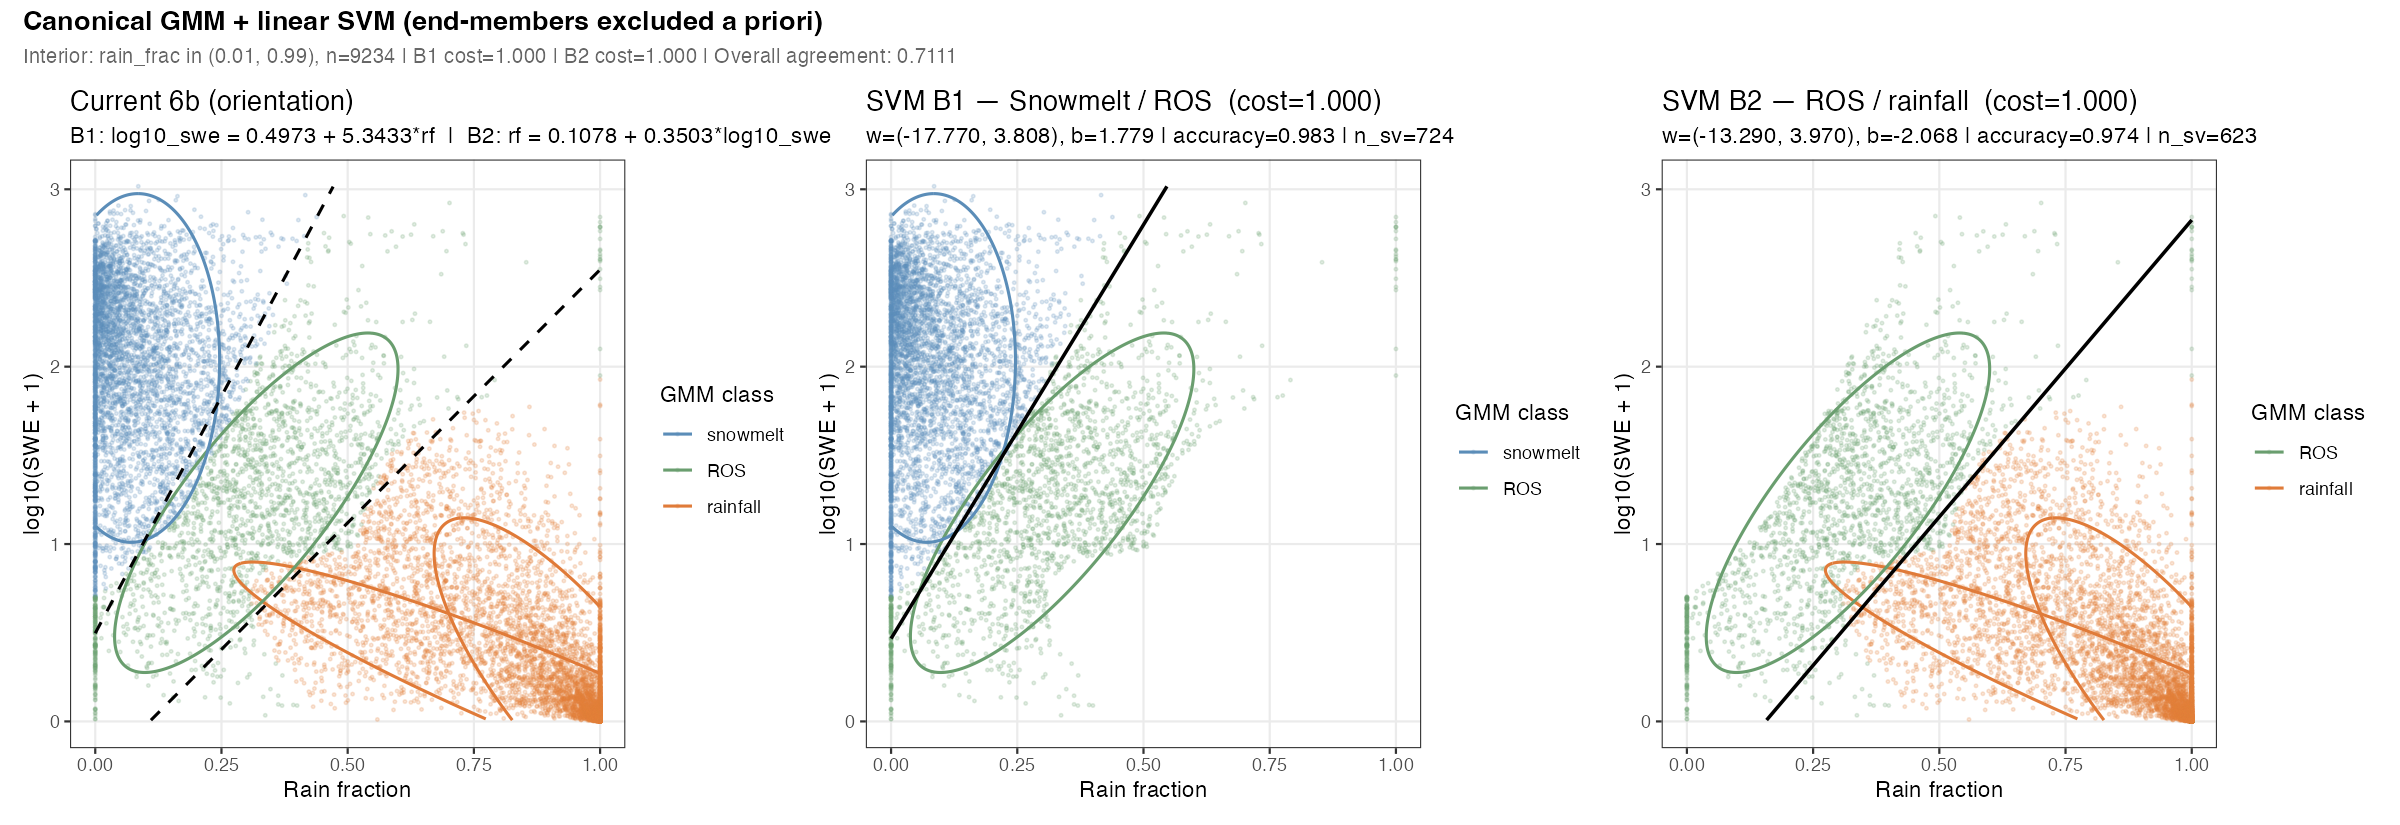 Canonical GMM + linear SVM (end-members excluded a priori)
Interior: rain_frac in (0.01, 0.99), n=9234 | B1 cost=1.000 | B2 cost=1.000 | Overall agreement: 0.7111
Current 6b (orientation)
B1: log10_swe = 0.4973 + 5.3433*rf | B2: rf = 0.1078 + 0.3503*log10_swe
3
2
1
0
log10(SWE + 1)
0.00 0.25 0.50 0.75 1.00
Rain fraction
GMM class
snowmelt
ROS
rainfall
SVM B1 — Snowmelt / ROS (cost=1.000)
w=(-17.770, 3.808), b=1.779 | accuracy=0.983 | n_sv=724
3
2
1
0
log10(SWE + 1)
0.00 0.25 0.50 0.75 1.00
Rain fraction
GMM class
snowmelt
ROS
SVM B2 — ROS / rainfall (cost=1.000)
w=(-13.290, 3.970), b=-2.068 | accuracy=0.974 | n_sv=623
3
2
1
0
log10(SWE + 1)
0.00 0.25 0.50 0.75 1.00
Rain fraction
GMM class
ROS
rainfall